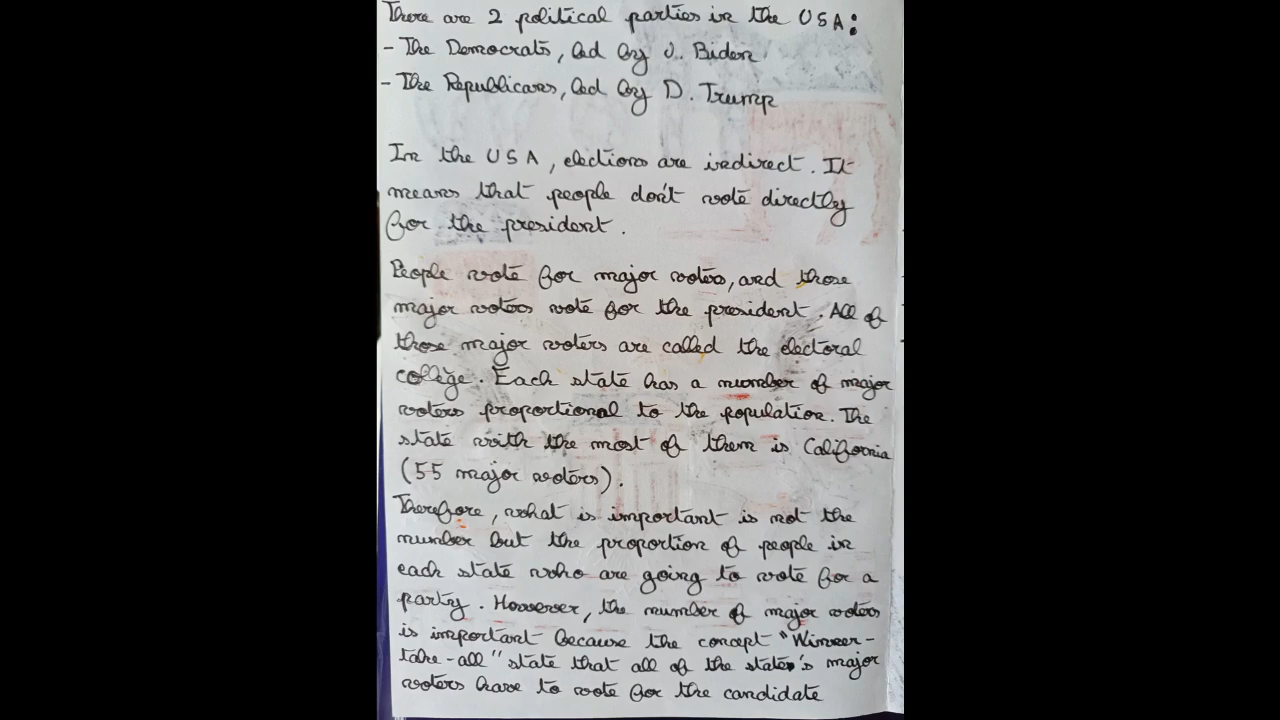 There are 2 political parties in the USA:
- The Democrats, led by J. Biden
- The Republicans, led by D. Trump
In the USA, elections are indirect. It
means that people don't vote directly
for the president.
People vote for major voters, and those
major voters vote for the president. All of
those major voters are called the electoral
college. Each state has a number of major
voters proportional to the population. The
state with the most of them is California
(55 major voters).
Therefore, what is important is not the
number but the proportion of people in
each state who are going to vote for a
party. However, the number of major voters
is important because the concept "Winner-
take-all" state that all of the state's major
voters have to vote for the candidate